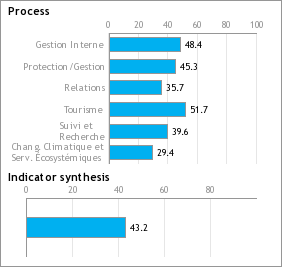 Process
0 20 40 60 80 100
Gestion Interne 48.4
Protection/Gestion 45.3
Relations 35.7
Tourisme 51.7
Suivi et
Recherche 39.6
Chang. Climatique et
Serv. Ecosystémiques 29.4
Indicator synthesis
0 40 80
43.2